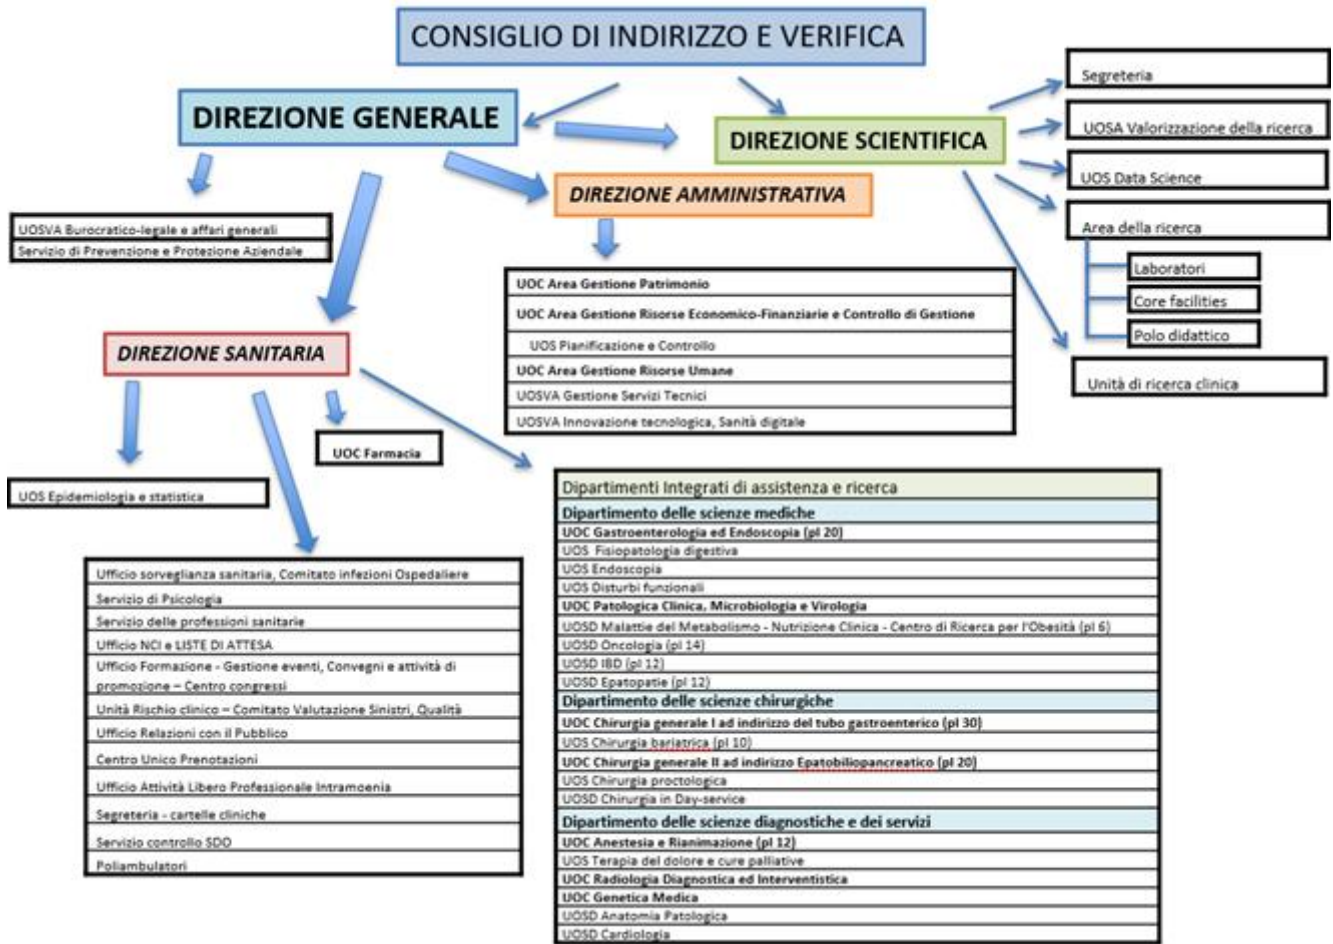 CONSIGLIO DI INDIRIZZO E VERIFICA
DIREZIONE GENERALE
DIREZIONE SCIENTIFICA
DIREZIONE AMMINISTRATIVA
Segreteria
UOSA Valorizzazione della ricerca
UOS Data Science
Area della ricerca
Laboratori
Core facilities
Polo didattico
Unità di ricerca clinica
UOSVA Burocratico-legale e affari generali
Servizio di Prevenzione e Protezione Aziendale
UOC Area Gestione Patrimonio
UOC Area Gestione Risorse Economico-Finanziarie e Controllo di Gestione
UOS Pianificazione e Controllo
UOC Area Gestione Risorse Umane
UOSVA Gestione Servizi Tecnici
UOSVA Innovazione tecnologica, Sanità digitale
DIREZIONE SANITARIA
UOC Farmacia
UOS Epidemiologia e statistica
Ufficio sorveglianza sanitaria, Comitato infezioni Ospedaliere
Servizio di Psicologia
Servizio delle professioni sanitarie
Ufficio NCI e LISTE DI ATTESA
Ufficio Formazione - Gestione eventi, Convegni e attività di
promozione – Centro congressi
Unità Rischio clinico – Comitato Valutazione Sinistri, Qualità
Ufficio Relazioni con il Pubblico
Centro Unico Prenotazioni
Ufficio Attività Libero Professionale Intramoenia
Segreteria - cartelle cliniche
Servizio controllo SDO
Poliambulatori
Dipartimenti Integrati di assistenza e ricerca
Dipartimento delle scienze mediche
UOC Gastroenterologia ed Endoscopia (pl 20)
UOS Fisiopatologia digestiva
UOS Endoscopia
UOS Disturbi funzionali
UOC Patologica Clinica, Microbiologia e Virologia
UOSD Malattie del Metabolismo - Nutrizione Clinica - Centro di Ricerca per l'Obesità (pl 6)
UOSD Oncologia (pl 14)
UOSD IBD (pl 12)
UOSD Epatopatie (pl 12)
Dipartimento delle scienze chirurgiche
UOC Chirurgia generale I ad indirizzo del tubo gastroenterico (pl 30)
UOS Chirurgia bariatrica (pl 10)
UOC Chirurgia generale II ad indirizzo Epatobiliopancreatico (pl 20)
UOS Chirurgia proctologica
UOSD Chirurgia in Day-service
Dipartimento delle scienze diagnostiche e dei servizi
UOC Anestesia e Rianimazione (pl 12)
UOS Terapia del dolore e cure palliative
UOC Radiologia Diagnostica ed Interventistica
UOC Genetica Medica
UOSD Anatomia Patologica
UOSD Cardiologia